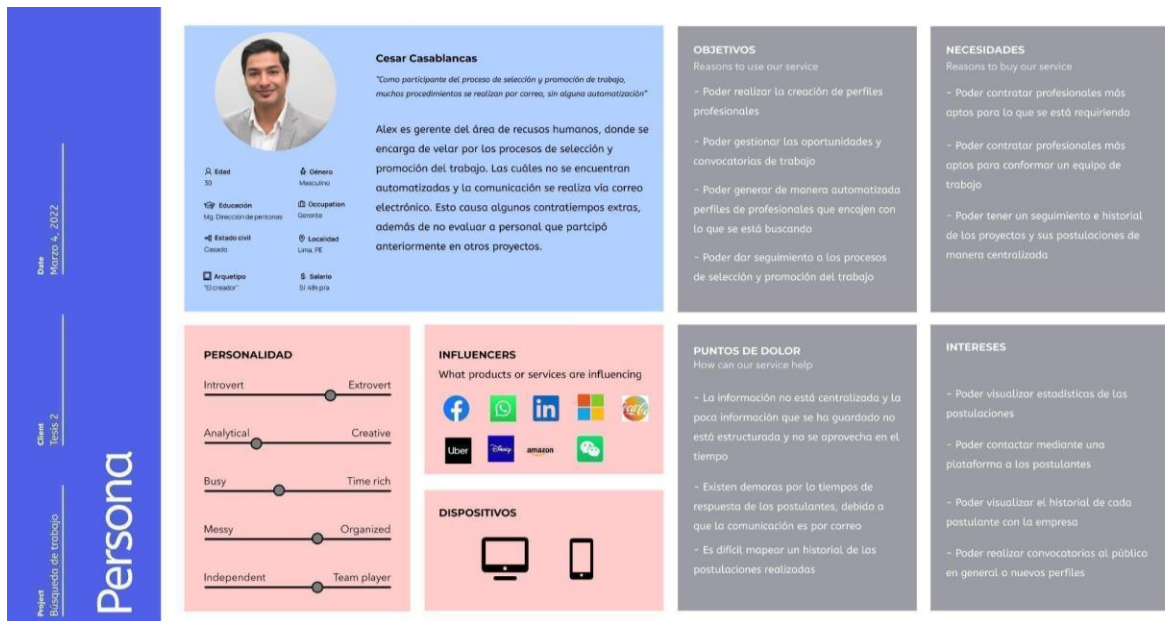 Persona
Project
Búsqueda de trabajo
Client
Tesis 2
Date
Marzo 4, 2022
Cesar Casablancas
"Como participante del proceso de selección y promoción de trabajo,
muchos procedimientos se realizan por correo, sin alguna automatización"
Alex es gerente del área de recusos humanos, donde se
encarga de velar por los procesos de selección y
promoción del trabajo. Las cuáles no se encuentran
automatizadas y la comunicación se realiza vía correo
electrónico. Esto causa algunos contratiempos extras,
además de no evaluar a personal que partcipó
anteriormente en otros proyectos.
Edad
30
Género
Masculino
Educación
Mg. Dirección de personas
Occupation
Gerente
Estado civil
Casado
Localidad
Lima, PE
Arquetipo
"El creador"
Salario
S/.48k pra
OBJETIVOS
Reasons to use our service
- Poder realizar la creación de perfiles
profesionales
- Poder gestionar las oportunidades y
convocatorias de trabajo
- Poder generar de manera automatizada
perfiles de profesionales que encajen con
lo que se está buscando
- Poder dar seguimiento a los procesos
de selección y promoción del trabajo
NECESIDADES
Reasons to buy our service
- Poder contratar profesionales más
aptos para lo que se está requiriendo
- Poder contratar profesionales más
aptos para conformar un equipo de
trabajo
- Poder tener un seguimiento e historial
de los proyectos y sus postulaciones de
manera centralizada
PERSONALIDAD
Introvert Extrovert
Analytical Creative
Busy Time rich
Messy Organized
Independent Team player
INFLUENCERS
What products or services are influencing
in
Uber
Disney
amazon
DISPOSITIVOS
PUNTOS DE DOLOR
How can our service help
- La información no está centralizada y la
poca información que se ha guardado no
está estructurada y no se aprovecha en el
tiempo
- Existen demoras por lo tiempos de
respuesta de los postulantes, debido a
que la comunicación es por correo
- Es difícil mapear un historial de las
postulaciones realizadas
INTERESES
- Poder visualizar estadísticas de las
postulaciones
- Poder contactar mediante una
plataforma a los postulantes
- Poder visualizar el historial de cada
postulante con la empresa
- Poder realizar convocatorias al público
en general o nuevos perfiles